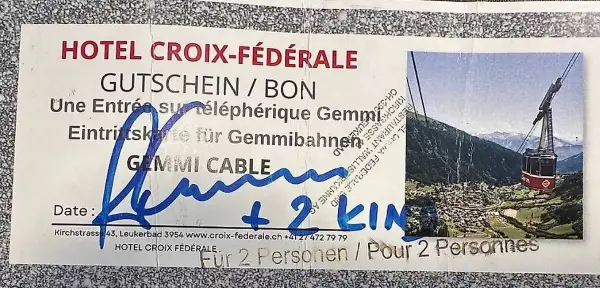 HOTEL CROIX-FÉDÉRALE
GUTSCHEIN / BON
Une Entrée sur téléphérique Gemmi
Eintrittskarte für Gemmibahnen
GEMMI CABLE
Date :
+ 2 KIN
Kirchstrasse 43, Leukerbad 3954 www.croix-federale.ch +41 27 472 79 79
HOTEL CROIX FÉDÉRALE
Für 2 Personen / Pour 2 Personnes